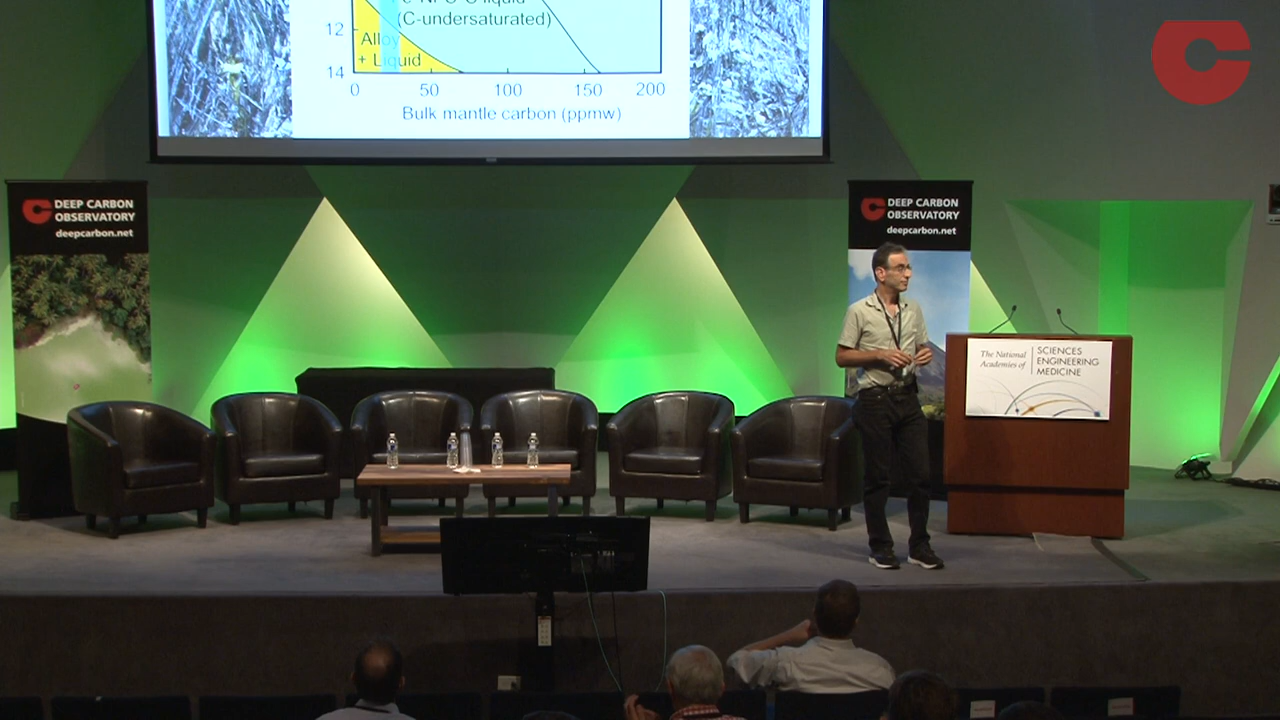 (C-undersaturated)
12
Alloy
+ Liquid
14
0 50 100 150 200
Bulk mantle carbon (ppmw)
DEEP CARBON
OBSERVATORY
deepcarbon.net
DEEP CARBON
OBSERVATORY
deepcarbon.net
The National
Academies of
SCIENCES
ENGINEERING
MEDICINE